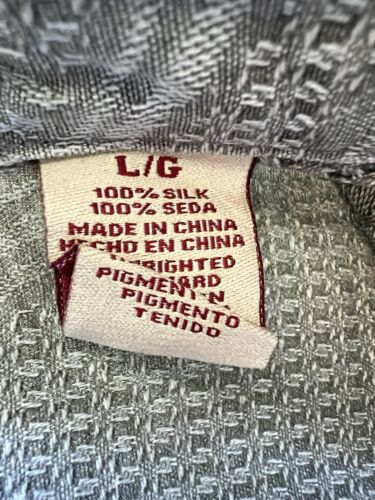 L/G
100% SILK
100% SEDA
MADE IN CHINA
HECHO EN CHINA
PIGMENTO
TENIDO